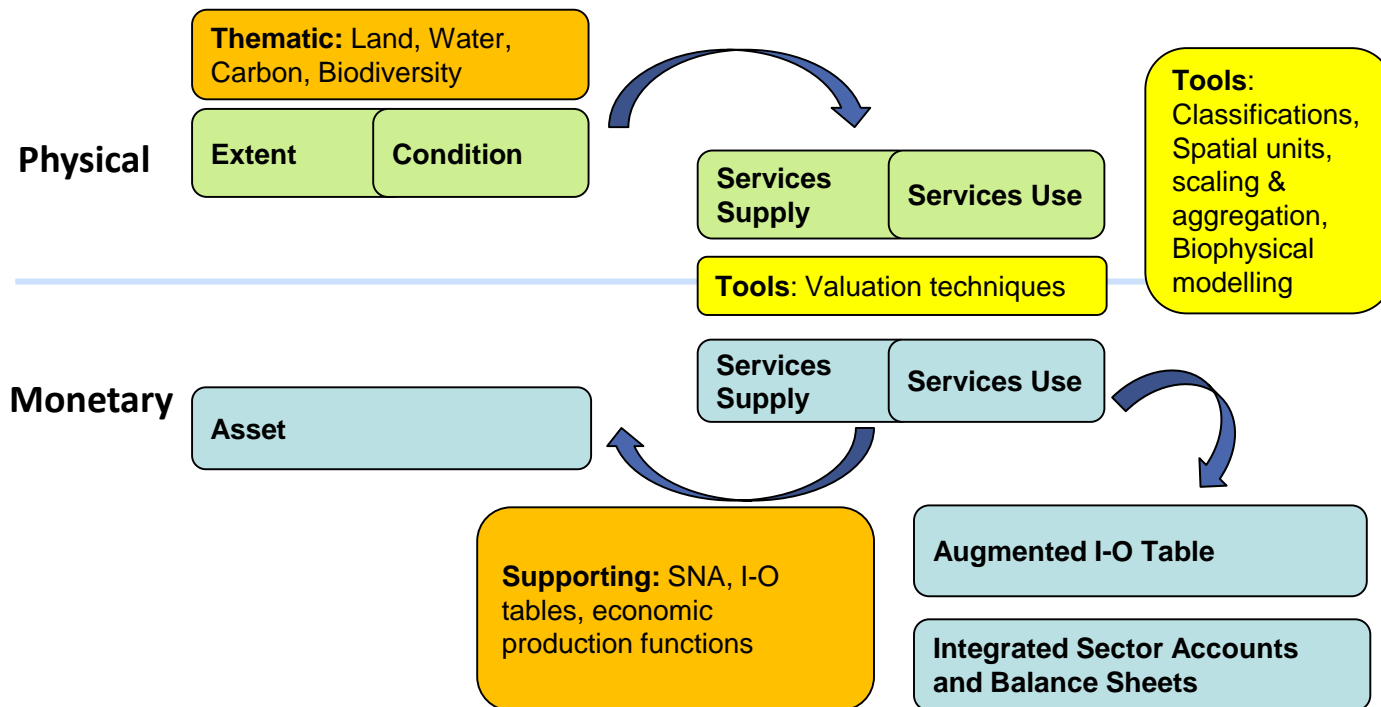 Thematic: Land, Water,
Carbon, Biodiversity
Physical
Extent
Condition
Services
Supply
Services Use
Tools:
Classifications,
Spatial units,
scaling &
aggregation,
Biophysical
modelling
Tools: Valuation techniques
Monetary
Asset
Services
Supply
Services Use
Supporting: SNA, I-O
tables, economic
production functions
Augmented I-O Table
Integrated Sector Accounts
and Balance Sheets